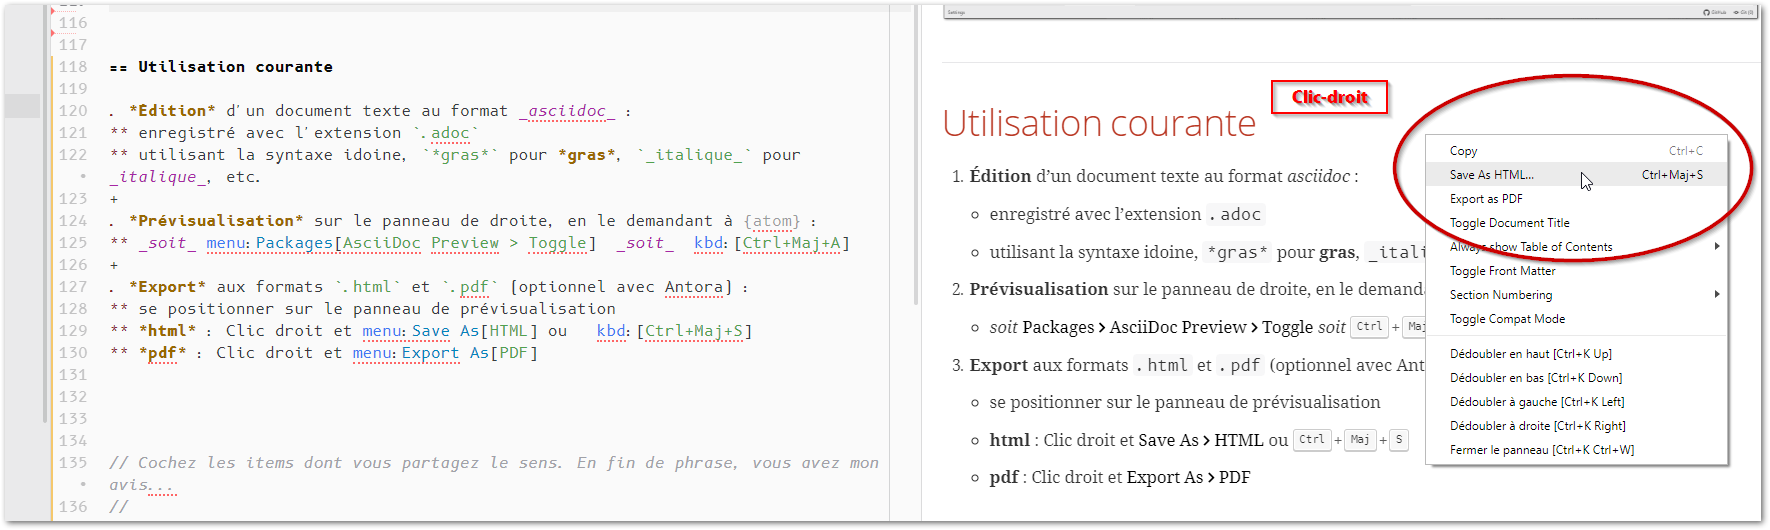 116
117
118 == Utilisation courante
119
120 . *Édition* d'un document texte au format _asciidoc_ :
121 ** enregistré avec l'extension `.adoc`
122 ** utilisant la syntaxe idoine, `*gras*` pour *gras*, `_italique_` pour
• _italique_, etc.
123 +
124 . *Prévisualisation* sur le panneau de droite, en le demandant à {atom} :
125 ** _soit_ menu:Packages[AsciiDoc Preview > Toggle] _soit_ kbd:[Ctrl+Maj+A]
126 +
127 . *Export* aux formats `.html` et `.pdf` [optionnel avec Antora] :
128 ** se positionner sur le panneau de prévisualisation
129 ** *html* : Clic droit et menu:Save As[HTML] ou kbd:[Ctrl+Maj+S]
130 ** *pdf* : Clic droit et menu:Export As[PDF]
131
132
133
134
135 // Cochez les items dont vous partagez le sens. En fin de phrase, vous avez mon
• avis...
136 //
Settings GitHub Git (0)
Clic-droit
Utilisation courante
1. Édition d’un document texte au format asciidoc :
enregistré avec l’extension .adoc
utilisant la syntaxe idoine, *gras* pour gras, _itali
2. Prévisualisation sur le panneau de droite, en le demand
soit Packages > AsciiDoc Preview > Toggle soit Ctrl + Maj
3. Export aux formats .html et .pdf (optionnel avec Ant
se positionner sur le panneau de prévisualisation
html : Clic droit et Save As > HTML ou Ctrl + Maj + S
pdf : Clic droit et Export As > PDF
Copy Ctrl+C
Save As HTML... Ctrl+Maj+S
Export as PDF
Toggle Document Title
Always show Table of Contents
Toggle Front Matter
Section Numbering
Toggle Compat Mode
Dédoubler en haut [Ctrl+K Up]
Dédoubler en bas [Ctrl+K Down]
Dédoubler à gauche [Ctrl+K Left]
Dédoubler à droite [Ctrl+K Right]
Fermer le panneau [Ctrl+K Ctrl+W]